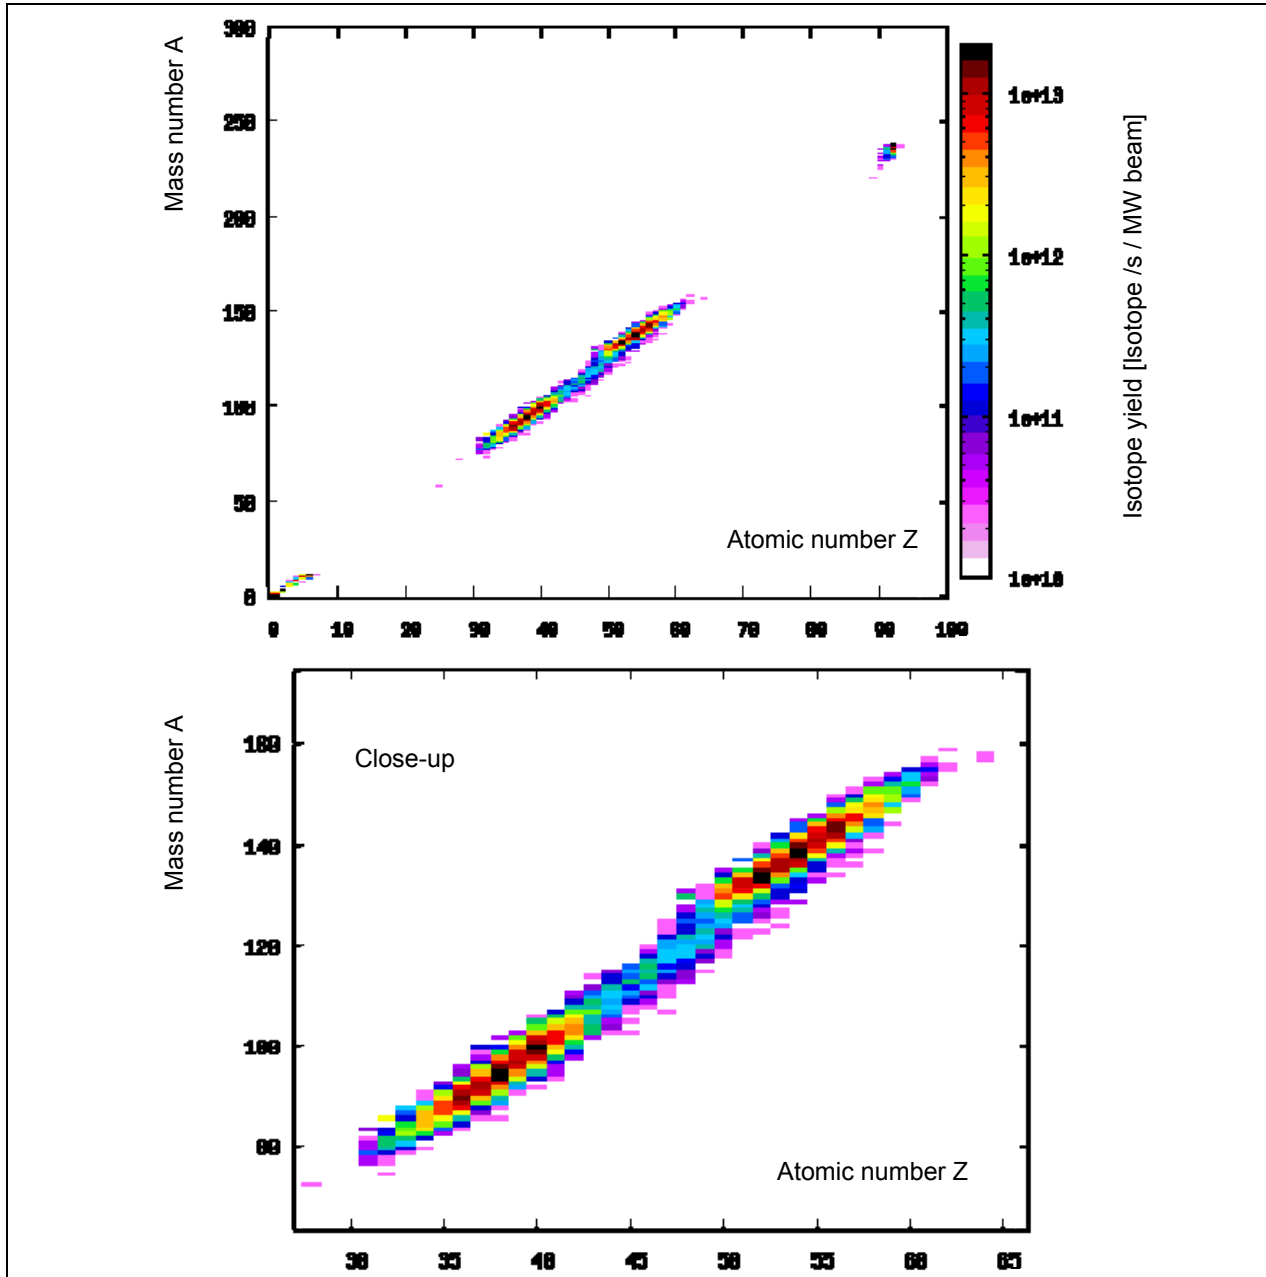 Mass number A
300
250
200
150
100
50
0
0 10 20 30 40 50 60 70 80 90 100
Atomic number Z
1e+13
1e+12
1e+11
1e+10
Isotope yield [Isotope /s / MW beam]
Mass number A
Close-up
160
140
120
100
80
30 35 40 45 50 55 60 65
Atomic number Z